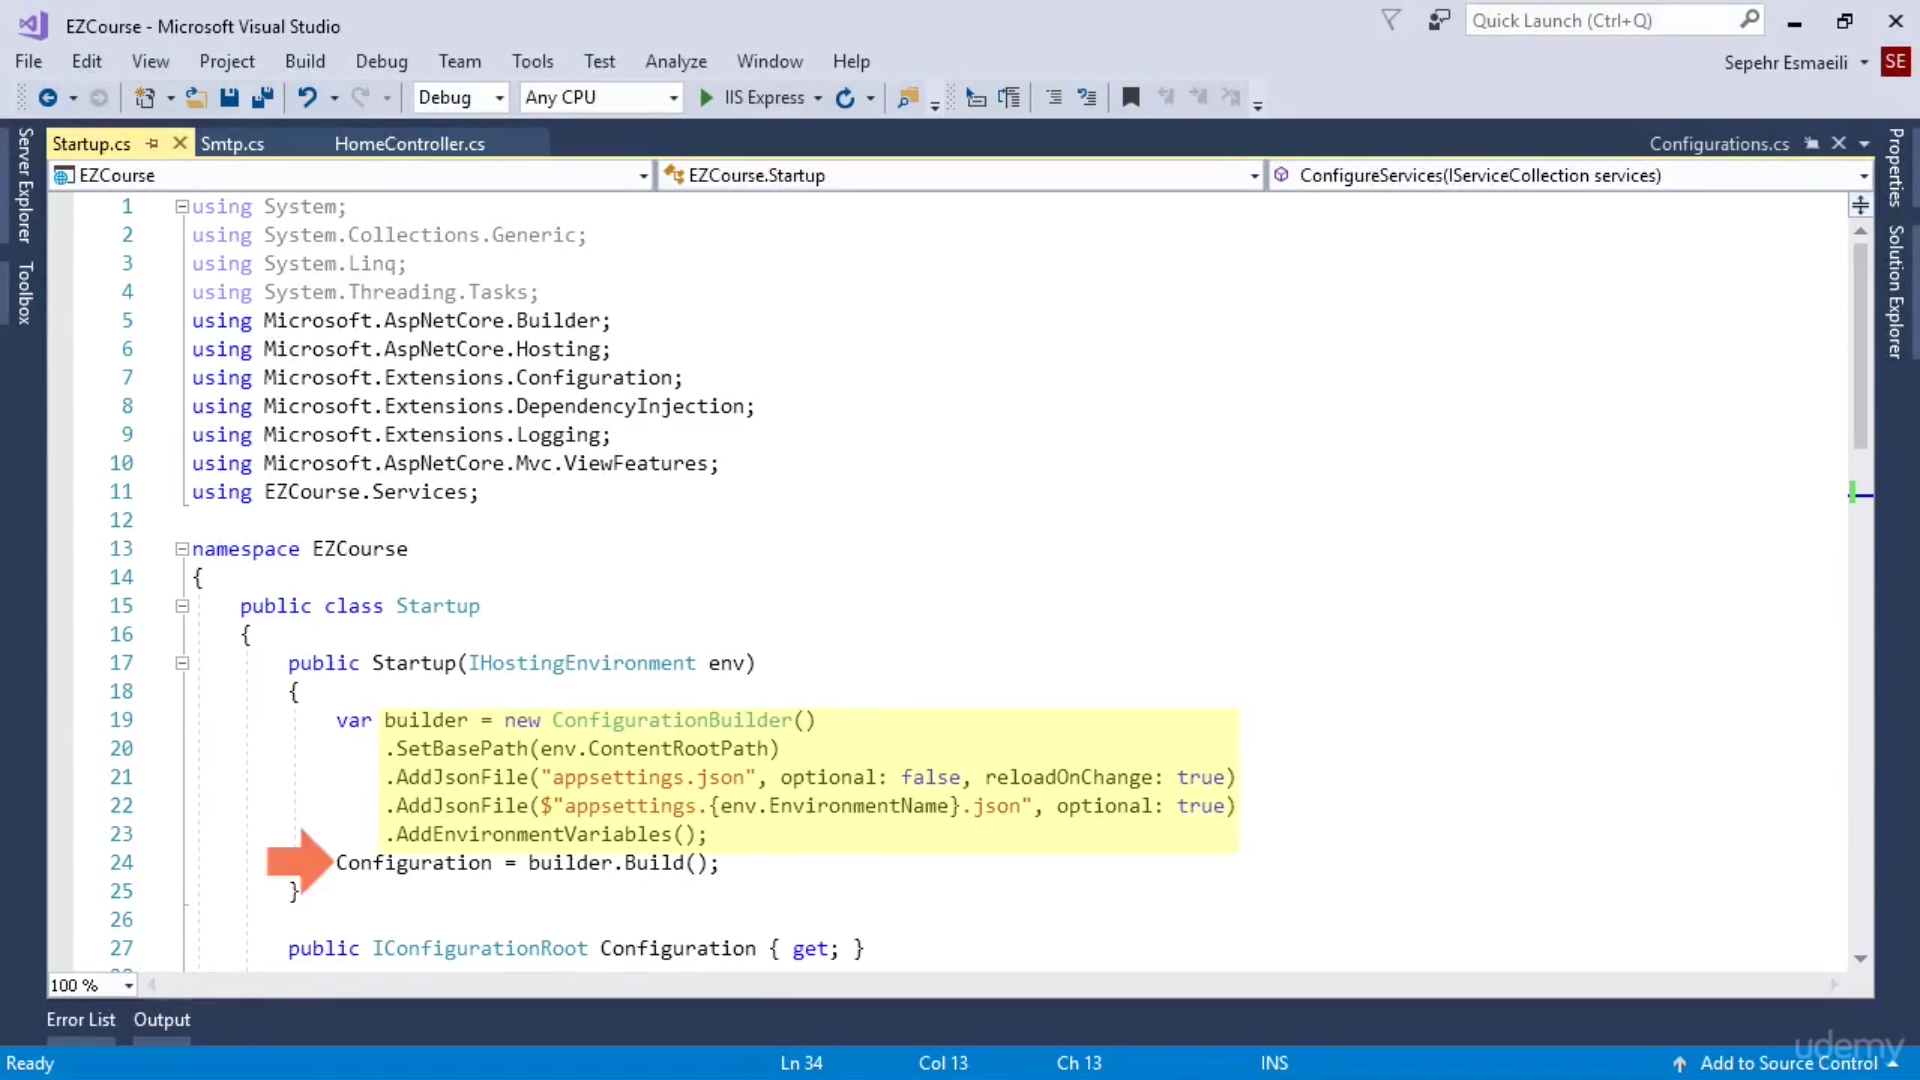 EZCourse - Microsoft Visual Studio
Quick Launch (Ctrl+Q)
File Edit View Project Build Debug Team Tools Test Analyze Window Help
Sepehr Esmaeili SE
Debug Any CPU IIS Express
Server Explorer
Toolbox
Startup.cs Smtp.cs HomeController.cs Configurations.cs
EZCourse EZCourse.Startup ConfigureServices(IServiceCollection services)
Properties
Solution Explorer
1 using System;
2 using System.Collections.Generic;
3 using System.Linq;
4 using System.Threading.Tasks;
5 using Microsoft.AspNetCore.Builder;
6 using Microsoft.AspNetCore.Hosting;
7 using Microsoft.Extensions.Configuration;
8 using Microsoft.Extensions.DependencyInjection;
9 using Microsoft.Extensions.Logging;
10 using Microsoft.AspNetCore.Mvc.ViewFeatures;
11 using EZCourse.Services;
12
13 namespace EZCourse
14 {
15 public class Startup
16 {
17 public Startup(IHostingEnvironment env)
18 {
19 var builder = new ConfigurationBuilder()
20 .SetBasePath(env.ContentRootPath)
21 .AddJsonFile("appsettings.json", optional: false, reloadOnChange: true)
22 .AddJsonFile($"appsettings.{env.EnvironmentName}.json", optional: true)
23 .AddEnvironmentVariables();
24 Configuration = builder.Build();
25 }
26
27 public IConfigurationRoot Configuration { get; }
100 %
Error List Output
Ready Ln 34 Col 13 Ch 13 INS Add to Source Control
udemy